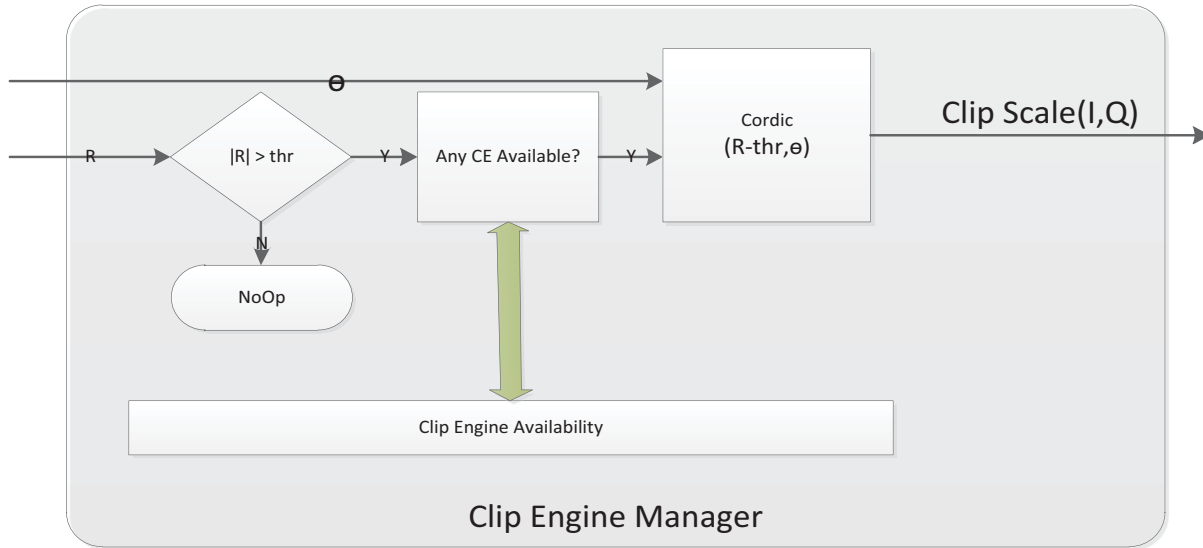 ɵ
Clip Scale(I,Q)
Cordic
(R-thr,ɵ)
R
|R| > thr
Y
Any CE Available?
Y
N
NoOp
Clip Engine Availability
Clip Engine Manager